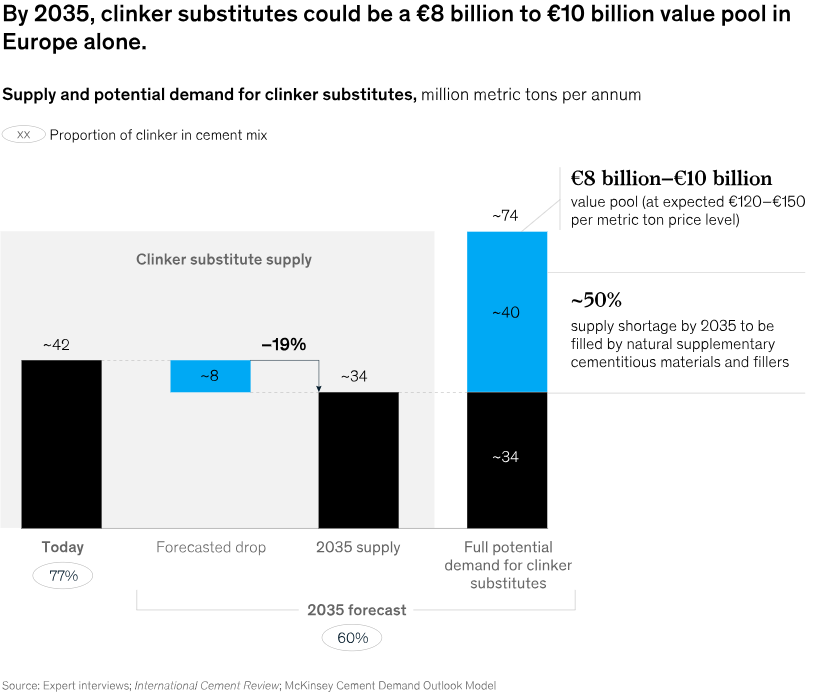 By 2035, clinker substitutes could be a €8 billion to €10 billion value pool in
Europe alone.
Supply and potential demand for clinker substitutes, million metric tons per annum
xx Proportion of clinker in cement mix
€8 billion–€10 billion
value pool (at expected €120–€150
per metric ton price level)
~74
Clinker substitute supply
~50%
supply shortage by 2035 to be
filled by natural supplementary
cementitious materials and fillers
~40
~42
–19%
~8
~34
~34
Today
Forecasted drop
2035 supply
Full potential
demand for clinker
substitutes
77%
2035 forecast
60%
Source: Expert interviews; International Cement Review; McKinsey Cement Demand Outlook Model